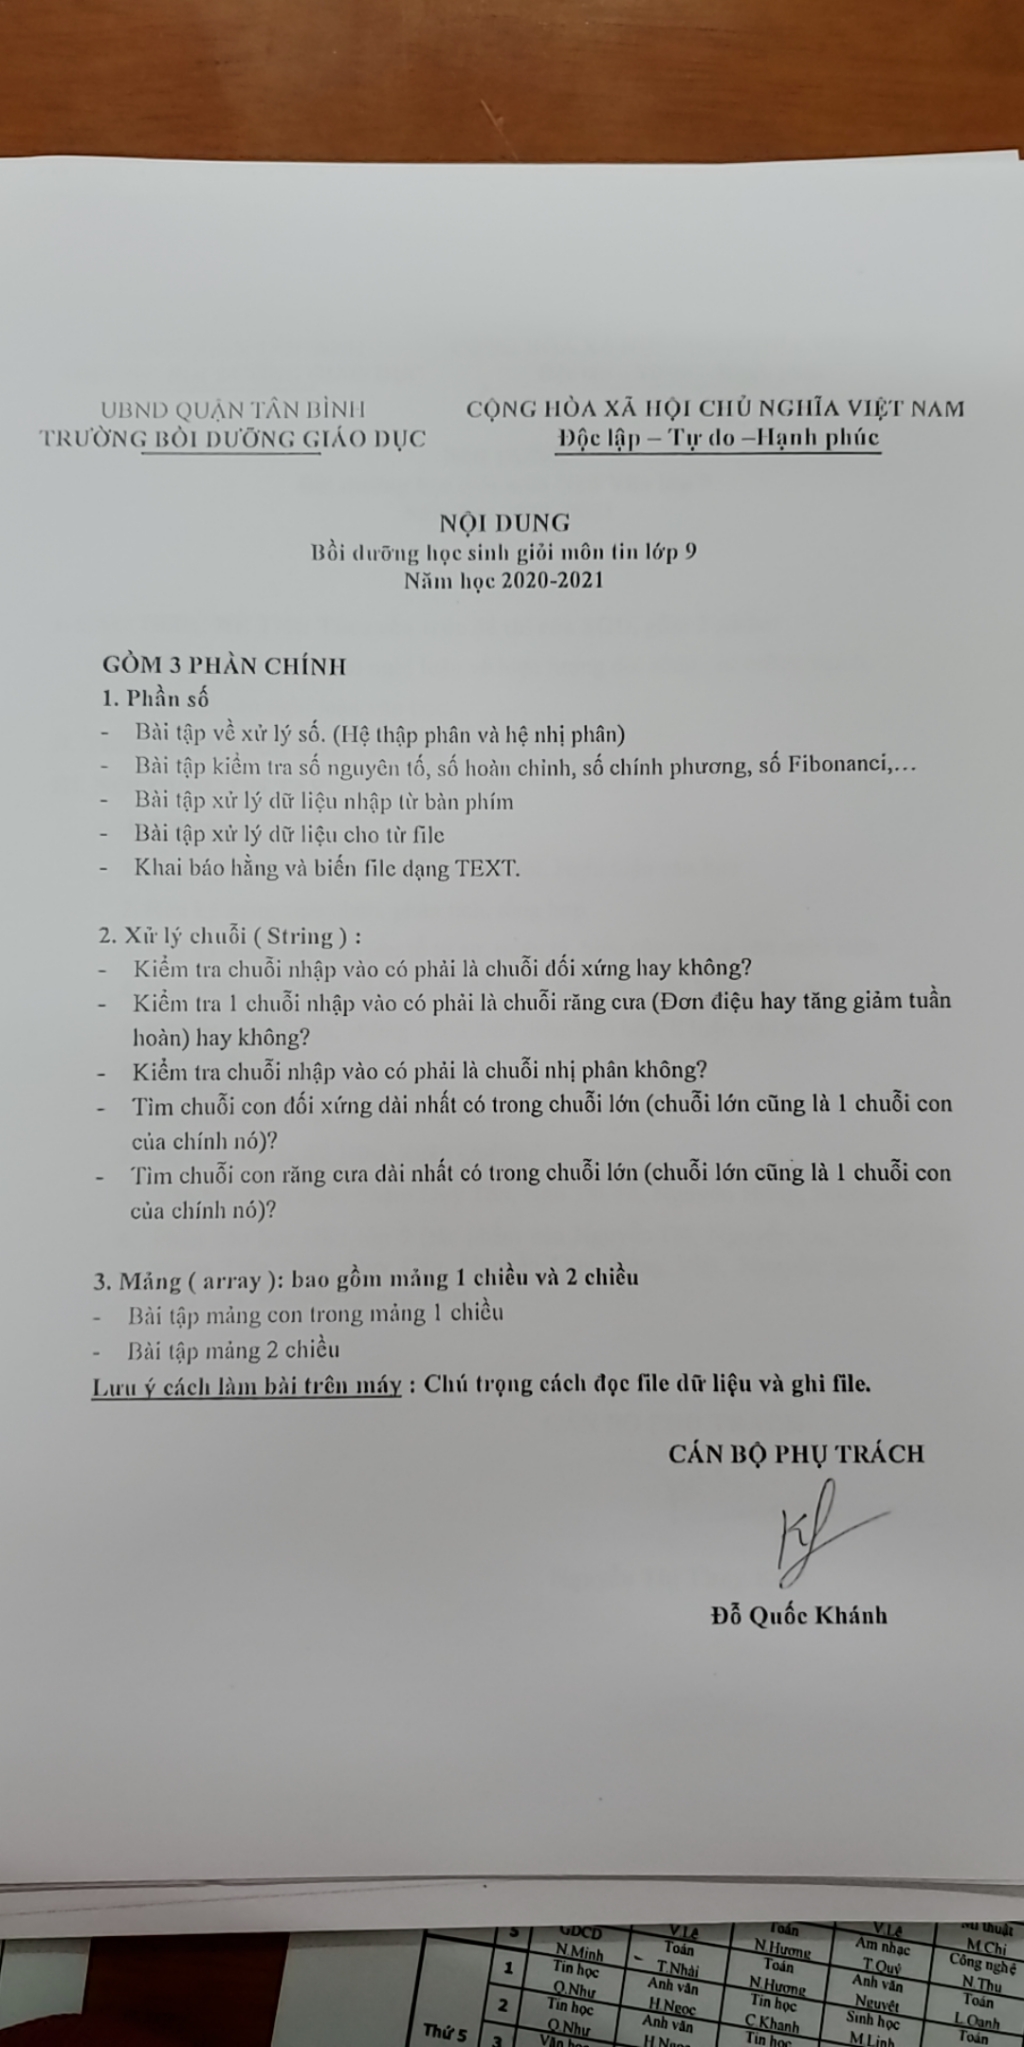 UBND QUẬN TÂN BÌNH
TRƯỜNG BỒI DƯỠNG GIÁO DỤC
CỘNG HÒA XÃ HỘI CHỦ NGHĨA VIỆT NAM
Độc lập – Tự do –Hạnh phúc
NỘI DUNG
Bồi dưỡng học sinh giỏi môn tin lớp 9
Năm học 2020-2021
GỒM 3 PHẦN CHÍNH
1. Phần số
- Bài tập về xử lý số. (Hệ thập phân và hệ nhị phân)
- Bài tập kiểm tra số nguyên tố, số hoàn chỉnh, số chính phương, số Fibonanci,…
- Bài tập xử lý dữ liệu nhập từ bàn phím
- Bài tập xử lý dữ liệu cho từ file
- Khai báo hằng và biến file dạng TEXT.
2. Xử lý chuỗi ( String ) :
- Kiểm tra chuỗi nhập vào có phải là chuỗi đối xứng hay không?
- Kiểm tra 1 chuỗi nhập vào có phải là chuỗi răng cưa (Đơn điệu hay tăng giảm tuần
hoàn) hay không?
- Kiểm tra chuỗi nhập vào có phải là chuỗi nhị phân không?
- Tìm chuỗi con đối xứng dài nhất có trong chuỗi lớn (chuỗi lớn cũng là 1 chuỗi con
của chính nó)?
- Tìm chuỗi con răng cưa dài nhất có trong chuỗi lớn (chuỗi lớn cũng là 1 chuỗi con
của chính nó)?
3. Mảng ( array ): bao gồm mảng 1 chiều và 2 chiều
- Bài tập mảng con trong mảng 1 chiều
- Bài tập mảng 2 chiều
Lưu ý cách làm bài trên máy : Chú trọng cách đọc file dữ liệu và ghi file.
CÁN BỘ PHỤ TRÁCH
Đỗ Quốc Khánh
5 GDCD V.Lệ Toán V.Lệ Mĩ thuật
N.Minh Toán N.Hương Âm nhạc M.Chi
1 Tin học T.Nhài Toán T.Quý Công nghệ
Q.Như Anh văn N.Hương Anh văn N.Thu
2 Tin học H.Ngọc Tin học Nguyệt Toán
Thứ 5 Q.Như Anh văn C.Khanh Sinh học L.Oanh
3 Văn Tin học M.Linh Toán